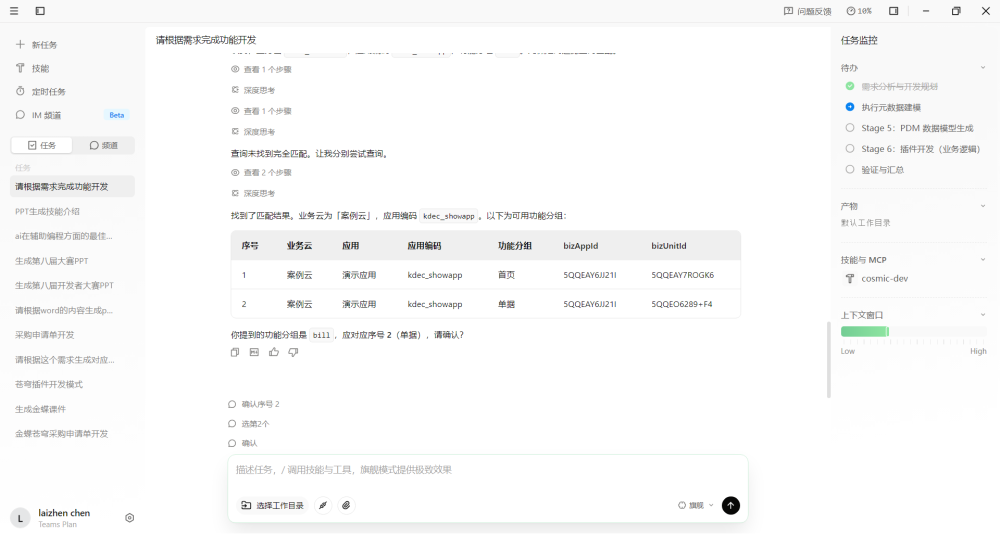 问题反馈
10%
新任务
技能
定时任务
IM 频道
Beta
任务
频道
任务
请根据需求完成功能开发
PPT生成技能介绍
ai在辅助编程方面的最佳...
生成第八届大赛PPT
生成第八届开发者大赛PPT
请根据word的内容生成p...
采购申请单开发
请根据这个需求生成对应...
苍穹插件开发模式
生成金蝶课件
金蝶苍穹采购申请单开发
L
laizhen chen
Teams Plan
请根据需求完成功能开发
查看 1 个步骤
深度思考
查看 1 个步骤
深度思考
查询未找到完全匹配。让我分别尝试查询。
查看 2 个步骤
深度思考
找到了匹配结果。业务云为「案例云」，应用编码 kdec_showapp。以下为可用功能分组：
序号 业务云 应用 应用编码 功能分组 bizAppId bizUnitId
1 案例云 演示应用 kdec_showapp 首页 5QQEAY6JJ21I 5QQEAY7ROGK6
2 案例云 演示应用 kdec_showapp 单据 5QQEAY6JJ21I 5QQEO6289+F4
你提到的功能分组是 bill，应对应序号 2（单据），请确认？
确认序号 2
选第2个
确认
描述任务，/ 调用技能与工具，旗舰模式提供极致效果
选择工作目录
旗舰
任务监控
待办
需求分析与开发规划
执行元数据建模
Stage 5：PDM 数据模型生成
Stage 6：插件开发（业务逻辑）
验证与汇总
产物
默认工作目录
技能与 MCP
cosmic-dev
上下文窗口
Low High